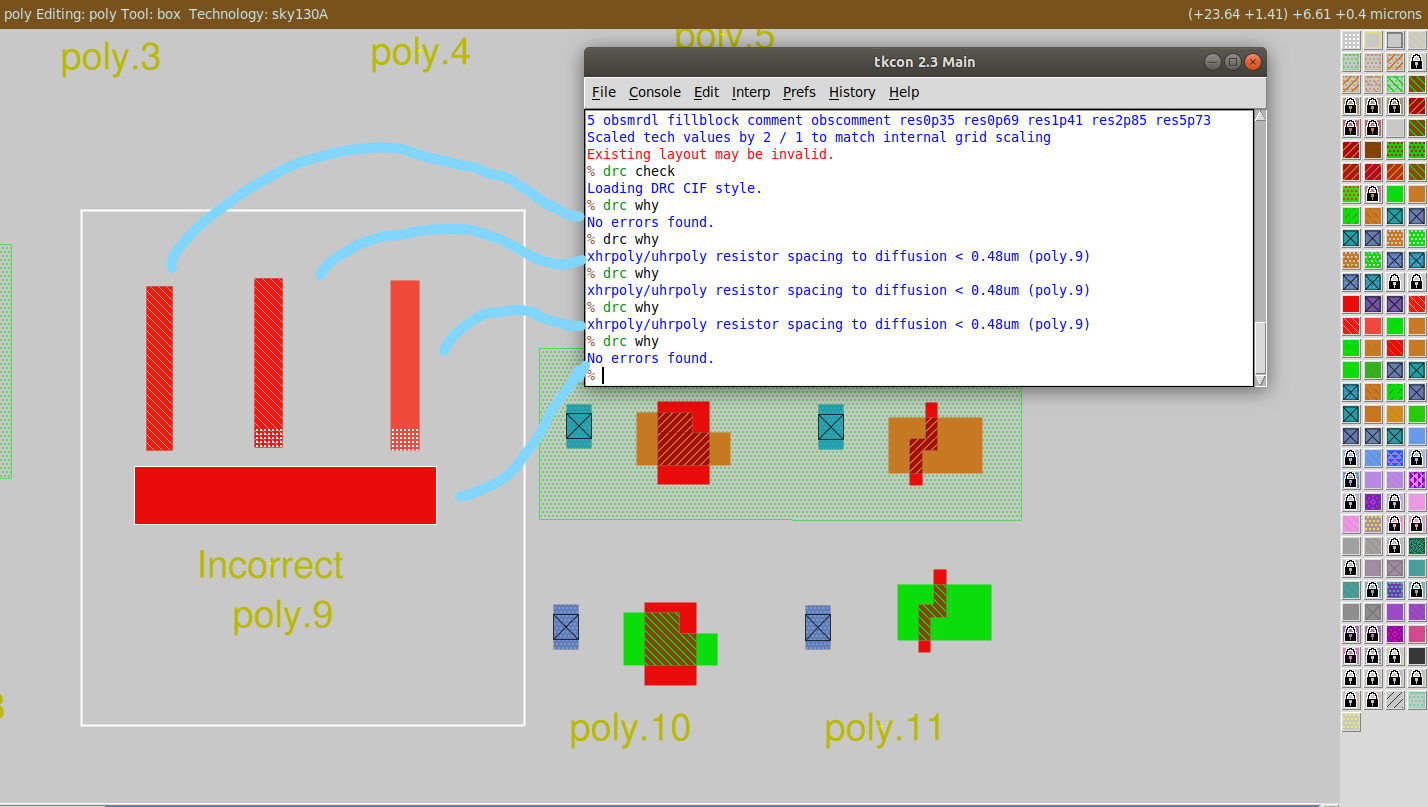 poly Editing: poly Tool: box  Technology: sky130A
(+23.64 +1.41) +6.61 +0.4 microns
poly.3
poly.4
poly.5
tkcon 2.3 Main
File Console Edit Interp Prefs History Help
5 obsmrdl fillblock comment obscomment res0p35 res0p69 res1p41 res2p85 res5p73
Scaled tech values by 2 / 1 to match internal grid scaling
Existing layout may be invalid.
% drc check
Loading DRC CIF style.
% drc why
No errors found.
% drc why
xhrpoly/uhrpoly resistor spacing to diffusion < 0.48um (poly.9)
% drc why
xhrpoly/uhrpoly resistor spacing to diffusion < 0.48um (poly.9)
% drc why
xhrpoly/uhrpoly resistor spacing to diffusion < 0.48um (poly.9)
% drc why
No errors found.
%
Incorrect
poly.9
poly.10
poly.11